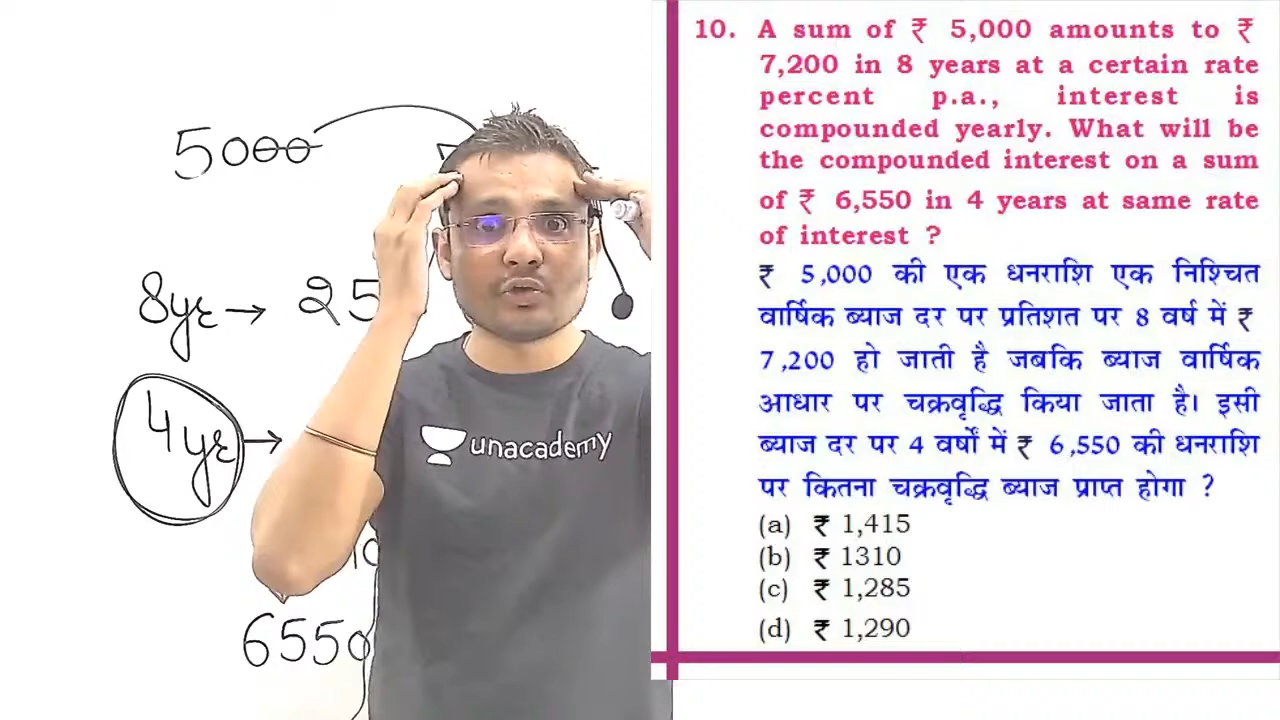 5000
8yr → 25
4yr →
6550
unacademy
10. A sum of ₹ 5,000 amounts to ₹
7,200 in 8 years at a certain rate
percent p.a., interest is
compounded yearly. What will be
the compounded interest on a sum
of ₹ 6,550 in 4 years at same rate
of interest ?
₹ 5,000 की एक धनराशि एक निश्चित
वार्षिक ब्याज दर पर प्रतिशत पर 8 वर्ष में ₹
7,200 हो जाती है जबकि ब्याज वार्षिक
आधार पर चक्रवृद्धि किया जाता है। इसी
ब्याज दर पर 4 वर्षों में ₹ 6,550 की धनराशि
पर कितना चक्रवृद्धि ब्याज प्राप्त होगा ?
(a) ₹ 1,415
(b) ₹ 1310
(c) ₹ 1,285
(d) ₹ 1,290